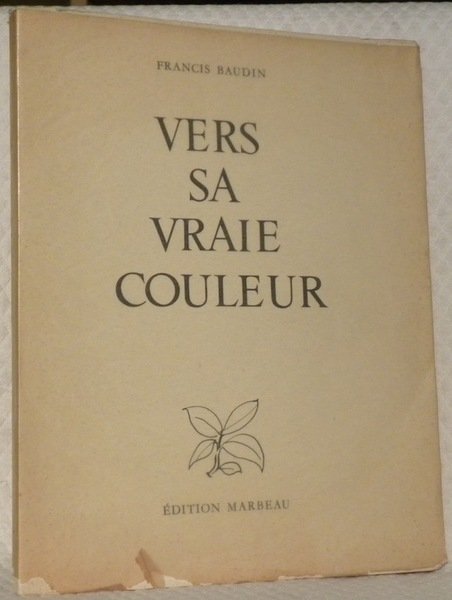 FRANCIS BAUDIN
VERS
SA
VRAIE
COULEUR
ÉDITION MARBEAU